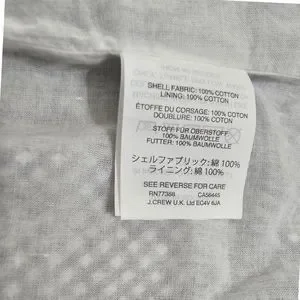 SHELL FABRIC: 100% COTTON
LINING: 100% COTTON
ÉTOFFE DU CORSAGE: 100% COTON
DOUBLURE: 100% COTON
STOFF FÜR OBERSTOFF
100% BAUMWOLLE
FUTTER: 100% BAUMWOLLE
シェルファブリック: 綿 100%
ライニング: 綿 100%
SEE REVERSE FOR CARE
RN77388 CA56445
J.CREW U.K. Ltd EC4V 6JA